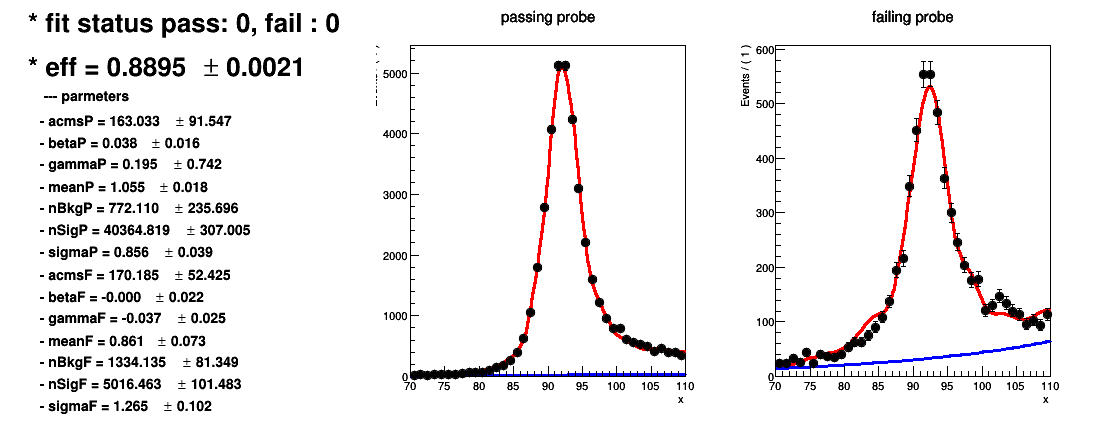 * fit status pass: 0, fail : 0
* eff = 0.8895 ± 0.0021
--- parmeters
- acmsP = 163.033 ± 91.547
- betaP = 0.038 ± 0.016
- gammaP = 0.195 ± 0.742
- meanP = 1.055 ± 0.018
- nBkgP = 772.110 ± 235.696
- nSigP = 40364.819 ± 307.005
- sigmaP = 0.856 ± 0.039
- acmsF = 170.185 ± 52.425
- betaF = -0.000 ± 0.022
- gammaF = -0.037 ± 0.025
- meanF = 0.861 ± 0.073
- nBkgF = 1334.135 ± 81.349
- nSigF = 5016.463 ± 101.483
- sigmaF = 1.265 ± 0.102
passing probe
5000
4000
3000
2000
1000
0
70 75 80 85 90 95 100 105 110
x
failing probe
Events / ( 1 )
600
500
400
300
200
100
0
70 75 80 85 90 95 100 105 110
x